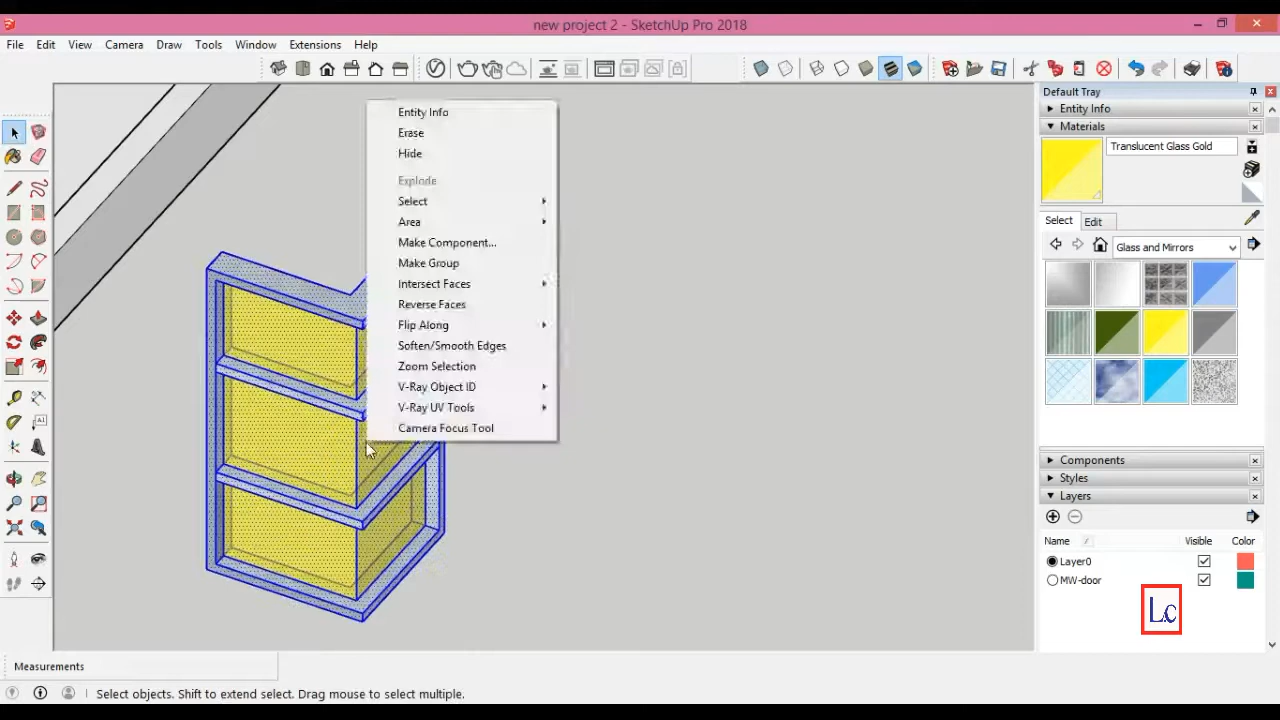 new project 2 - SketchUp Pro 2018
File Edit View Camera Draw Tools Window Extensions Help
Default Tray
Entity Info
Materials
Translucent Glass Gold
Select Edit
Glass and Mirrors
Entity Info
Erase
Hide
Explode
Select
Area
Make Component...
Make Group
Intersect Faces
Reverse Faces
Flip Along
Soften/Smooth Edges
Zoom Selection
V-Ray Object ID
V-Ray UV Tools
Camera Focus Tool
Components
Styles
Layers
Name Visible Color
Layer0
MW-door
Lc
Measurements
Select objects. Shift to extend select. Drag mouse to select multiple.